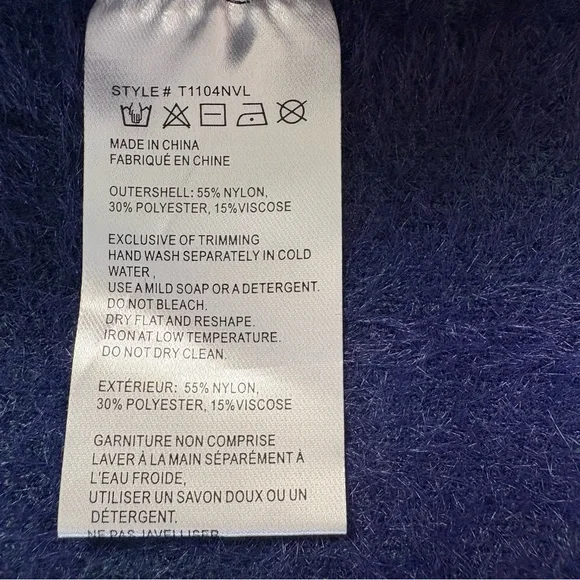 STYLE # T1104NVL
MADE IN CHINA
FABRIQUÉ EN CHINE
OUTERSHELL: 55% NYLON,
30% POLYESTER, 15%VISCOSE
EXCLUSIVE OF TRIMMING
HAND WASH SEPARATELY IN COLD
WATER ,
USE A MILD SOAP OR A DETERGENT.
DO NOT BLEACH.
DRY FLAT AND RESHAPE.
IRON AT LOW TEMPERATURE.
DO NOT DRY CLEAN.
EXTÉRIEUR: 55% NYLON,
30% POLYESTER, 15%VISCOSE
GARNITURE NON COMPRISE
LAVER À LA MAIN SÉPARÉMENT À
L'EAU FROIDE,
UTILISER UN SAVON DOUX OU UN
DÉTERGENT.
NE PAS JAVELLISER